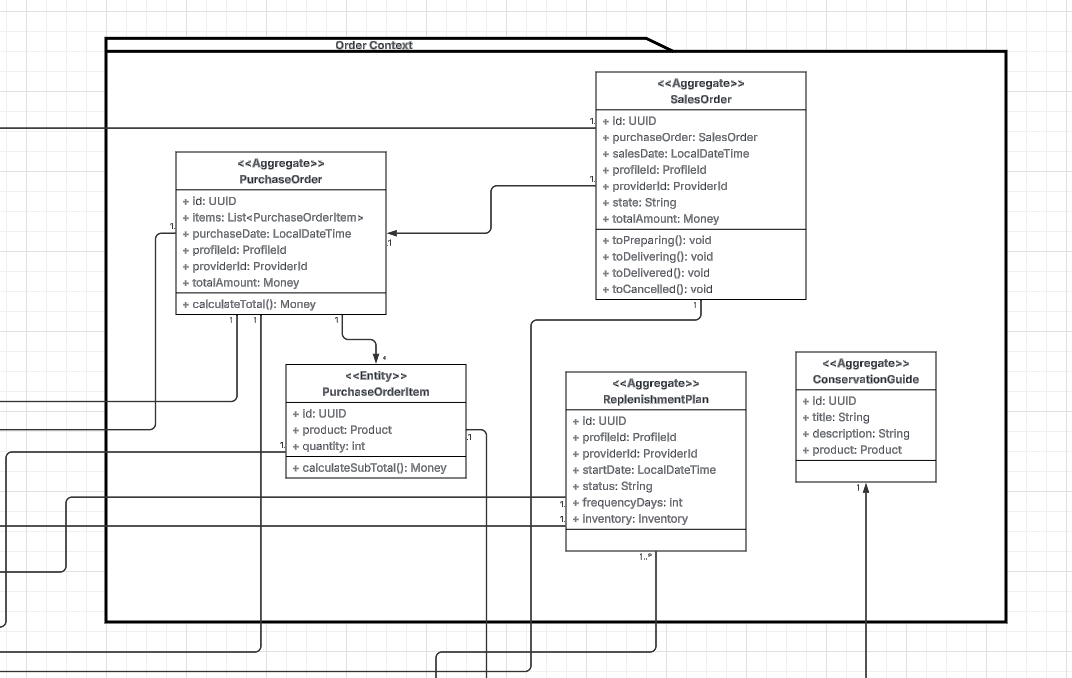 Order Context
<<Aggregate>>
SalesOrder
+ id: UUID
+ purchaseOrder: SalesOrder
+ salesDate: LocalDateTime
+ profileId: ProfileId
+ providerId: ProviderId
+ state: String
+ totalAmount: Money
+ toPreparing(): void
+ toDelivering(): void
+ toDelivered(): void
+ toCancelled(): void
1
1
1
<<Aggregate>>
PurchaseOrder
+ id: UUID
+ items: List<PurchaseOrderItem>
+ purchaseDate: LocalDateTime
+ profileId: ProfileId
+ providerId: ProviderId
+ totalAmount: Money
+ calculateTotal(): Money
1
1
1
1
1
*
<<Entity>>
PurchaseOrderItem
+ id: UUID
+ product: Product
+ quantity: int
+ calculateSubTotal(): Money
1
1
<<Aggregate>>
ReplenishmentPlan
+ id: UUID
+ profileId: ProfileId
+ providerId: ProviderId
+ startDate: LocalDateTime
+ status: String
+ frequencyDays: int
+ inventory: Inventory
1
1
1..*
<<Aggregate>>
ConservationGuide
+ id: UUID
+ title: String
+ description: String
+ product: Product
1